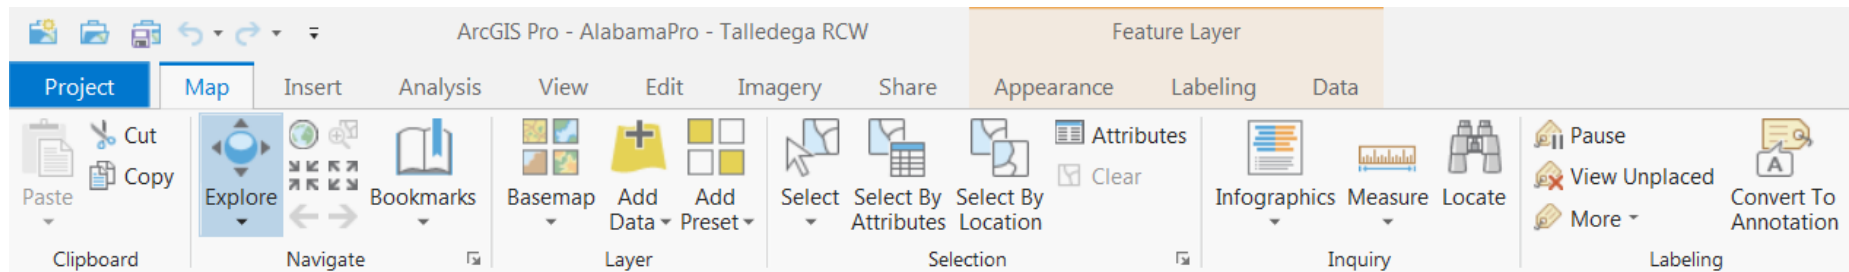 ArcGIS Pro - AlabamaPro - Talledega RCW
Feature Layer
Project Map Insert Analysis View Edit Imagery Share Appearance Labeling Data
Paste
Cut
Copy
Clipboard
Explore
Bookmarks
Navigate
Basemap
Add
Data
Add
Preset
Layer
Select
Select By
Attributes
Select By
Location
Attributes
Clear
Selection
Infographics
Measure
Locate
Inquiry
Pause
View Unplaced
More
A
Convert To
Annotation
Labeling